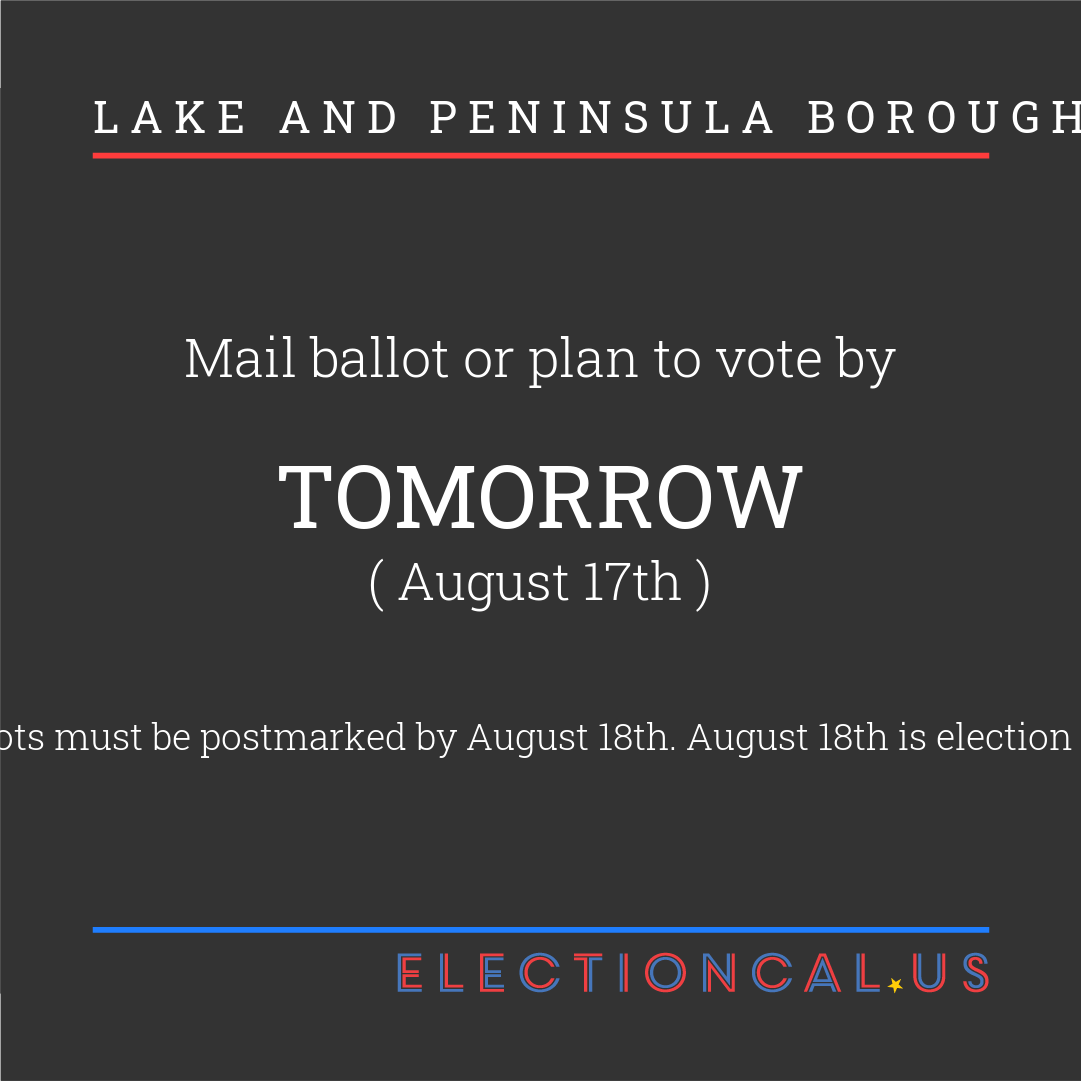 LAKE AND PENINSULA BOROUGH
Mail ballot or plan to vote by
TOMORROW
( August 17th )
ots must be postmarked by August 18th. August 18th is election
ELECTIONCAL.US